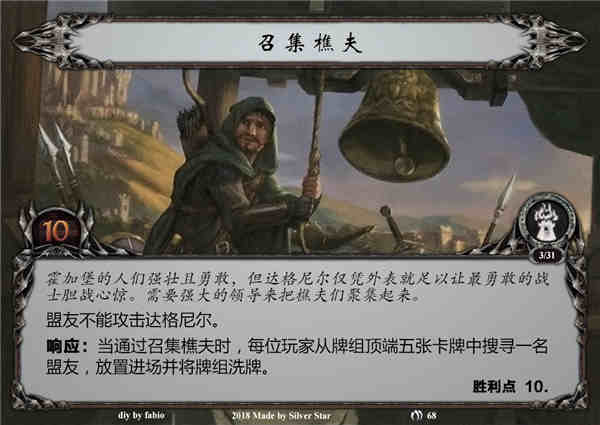 召集樵夫
10
3/31
霍加堡的人们强壮且勇敢，但达格尼尔仅凭外表就足以让最勇敢的战
士胆战心惊。需要强大的领导来把樵夫们聚集起来。
盟友不能攻击达格尼尔。
响应：当通过召集樵夫时，每位玩家从牌组顶端五张卡牌中搜寻一名
盟友，放置进场并将牌组洗牌。
胜利点 10.
diy by fabio 2018 Made by Silver Star 68